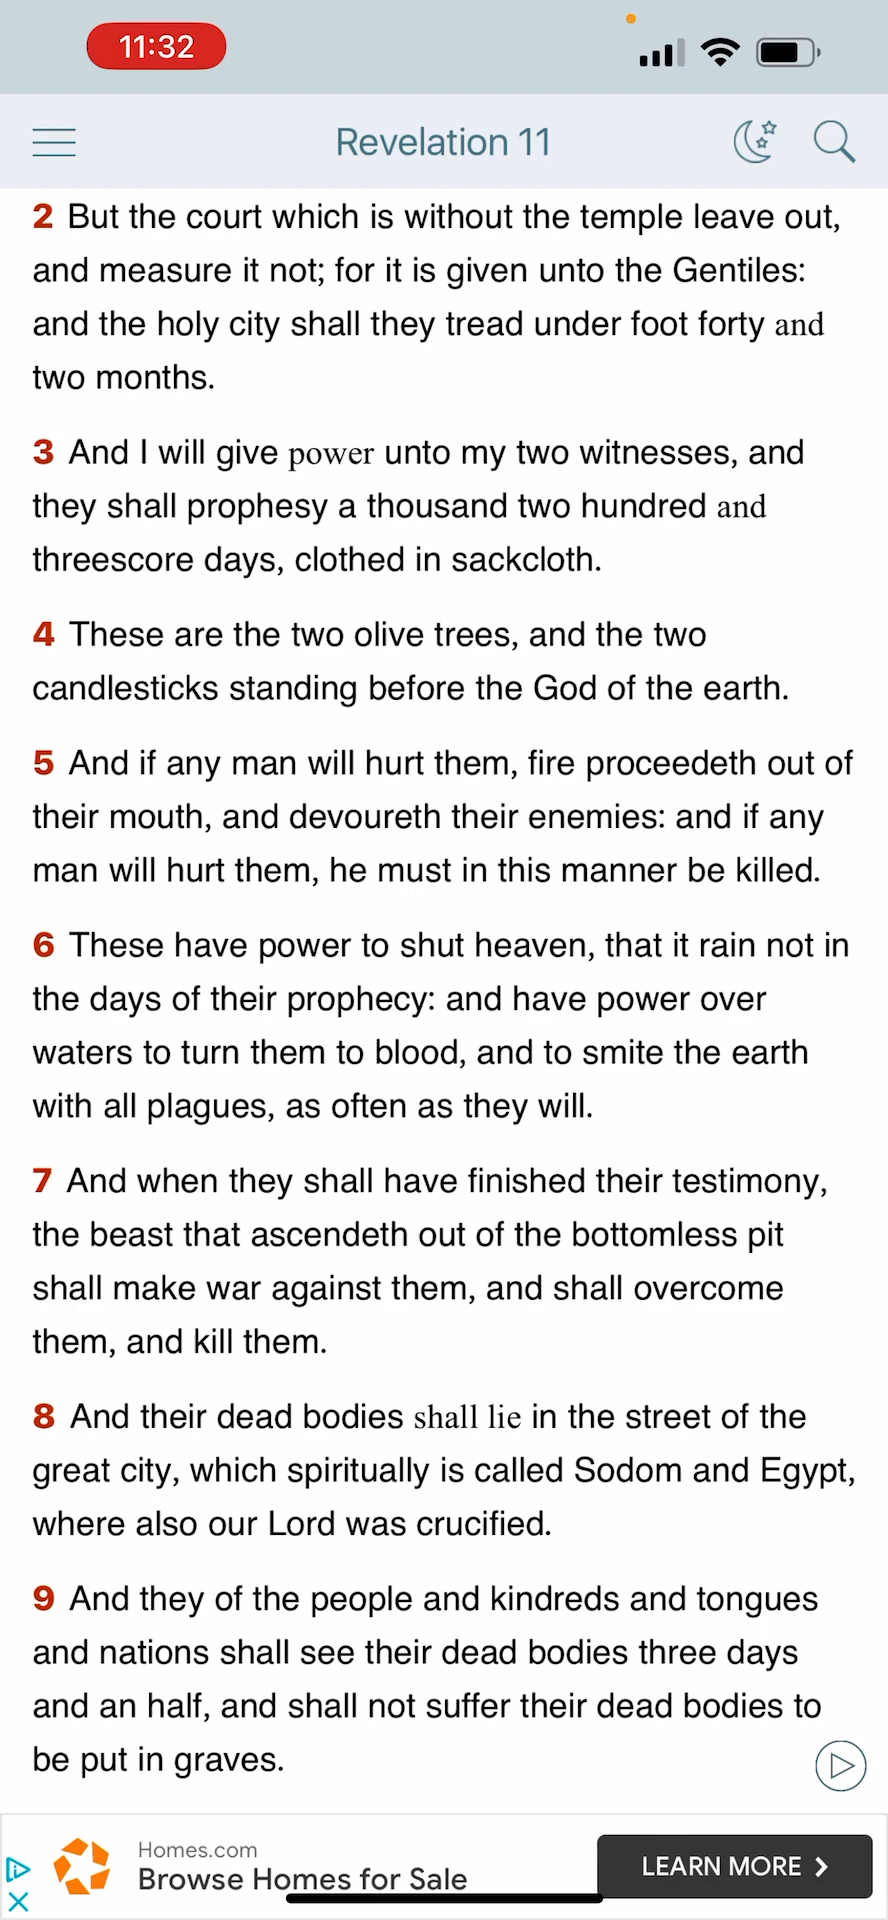 11:32
Revelation 11
2 But the court which is without the temple leave out,
and measure it not; for it is given unto the Gentiles:
and the holy city shall they tread under foot forty and
two months.
3 And I will give power unto my two witnesses, and
they shall prophesy a thousand two hundred and
threescore days, clothed in sackcloth.
4 These are the two olive trees, and the two
candlesticks standing before the God of the earth.
5 And if any man will hurt them, fire proceedeth out of
their mouth, and devoureth their enemies: and if any
man will hurt them, he must in this manner be killed.
6 These have power to shut heaven, that it rain not in
the days of their prophecy: and have power over
waters to turn them to blood, and to smite the earth
with all plagues, as often as they will.
7 And when they shall have finished their testimony,
the beast that ascendeth out of the bottomless pit
shall make war against them, and shall overcome
them, and kill them.
8 And their dead bodies shall lie in the street of the
great city, which spiritually is called Sodom and Egypt,
where also our Lord was crucified.
9 And they of the people and kindreds and tongues
and nations shall see their dead bodies three days
and an half, and shall not suffer their dead bodies to
be put in graves.
Homes.com
Browse Homes for Sale
LEARN MORE